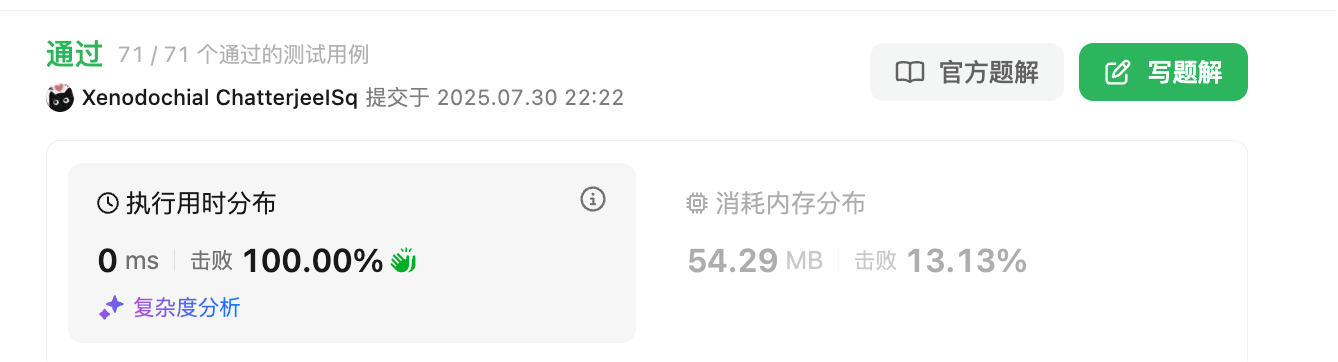 通过 71 / 71 个通过的测试用例
官方题解 写题解
Xenodochial ChatterjeeISq 提交于 2025.07.30 22:22
执行用时分布
消耗内存分布
0 ms 击败 100.00%
54.29 MB 击败 13.13%
复杂度分析